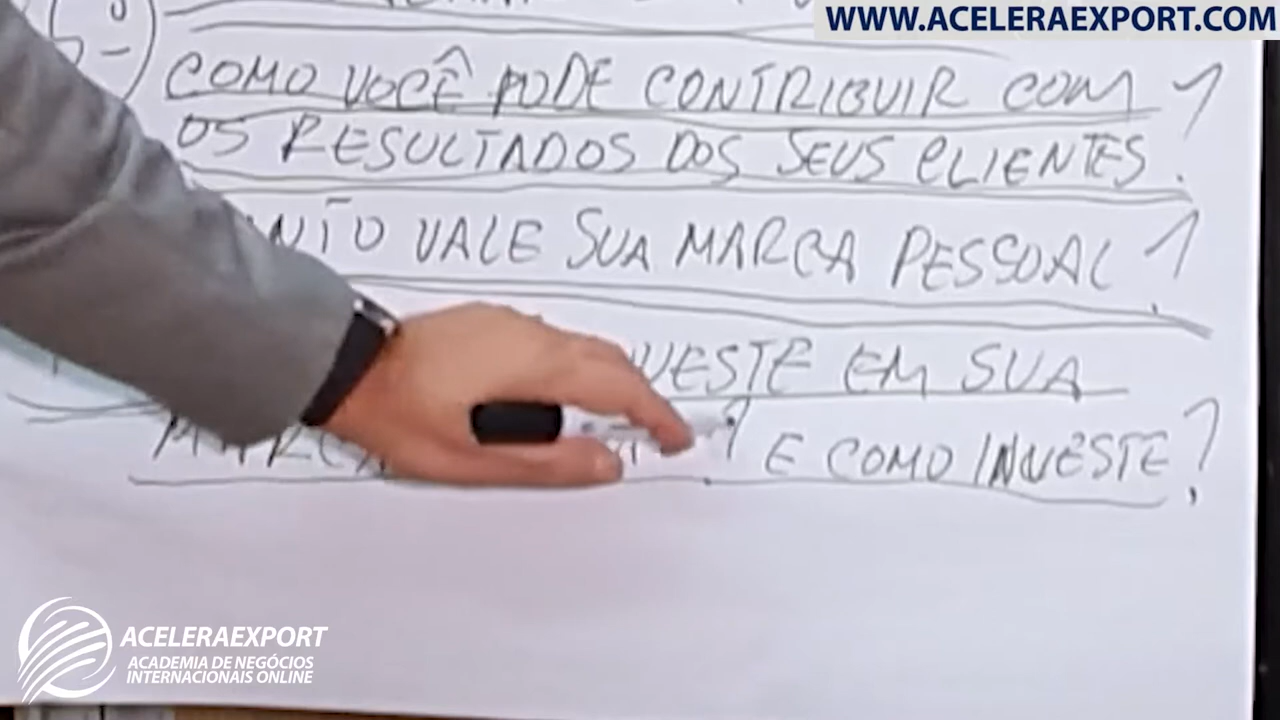 WWW.ACELERAEXPORT.COM
5-)
COMO VOCÊ PODE CONTRIBUIR COM
OS RESULTADOS DOS SEUS CLIENTES?
VALE SUA MARCA PESSOAL?
EM SUA
? E COMO INVESTE?
ACELERAEXPORT
ACADEMIA DE NEGÓCIOS
INTERNACIONAIS ONLINE